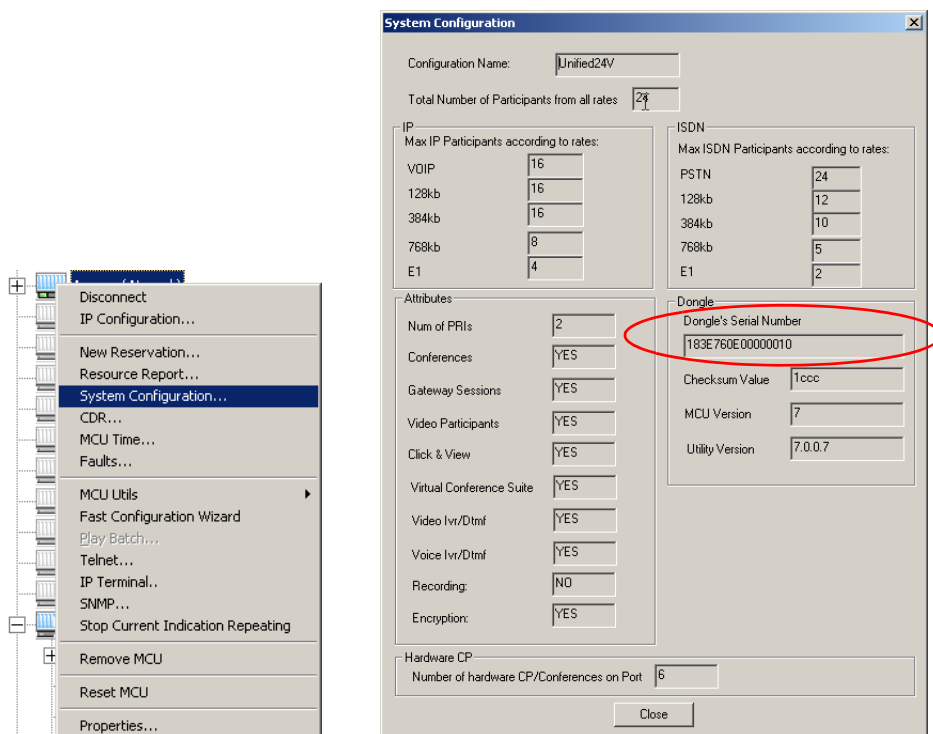 Disconnect
IP Configuration...
New Reservation...
Resource Report...
System Configuration...
CDR...
MCU Time...
Faults...
MCU Utils
Fast Configuration Wizard
Play Batch...
Telnet...
IP Terminal..
SNMP...
Stop Current Indication Repeating
Remove MCU
Reset MCU
Properties...
System Configuration
Configuration Name: Unified24V
Total Number of Participants from all rates
IP
Max IP Participants according to rates:
VOIP 16
128kb 16
384kb 16
768kb 8
E1 4
ISDN
Max ISDN Participants according to rates:
PSTN 24
128kb 12
384kb 10
768kb 5
E1 2
Attributes
Num of PRIs 2
Conferences YES
Gateway Sessions YES
Video Participants YES
Click & View YES
Virtual Conference Suite YES
Video Ivr/Dtmf YES
Voice Ivr/Dtmf YES
Recording: NO
Encryption: YES
Dongle
Dongle's Serial Number
183E760E00000010
Checksum Value 1ccc
MCU Version 7
Utility Version 7.0.0.7
Hardware CP
Number of hardware CP/Conferences on Port 6
Close